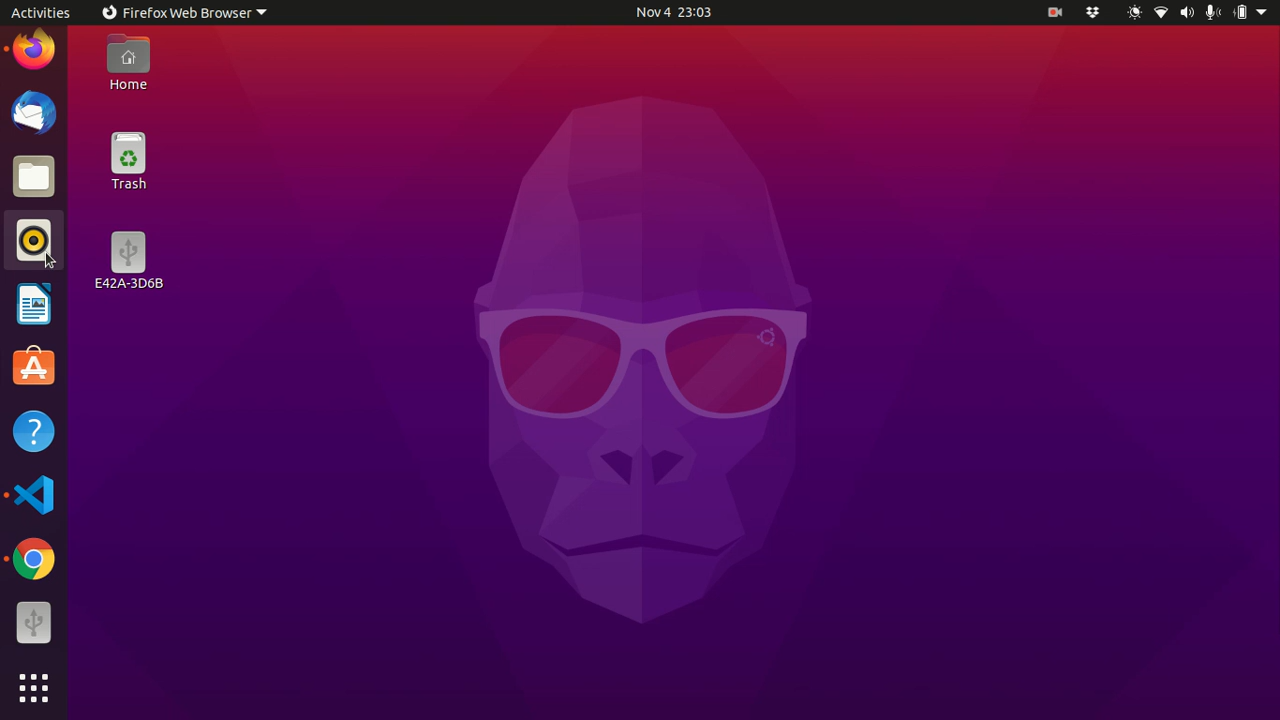 Activities
Firefox Web Browser
Nov 4 23:03
Home
Trash
E42A-3D6B